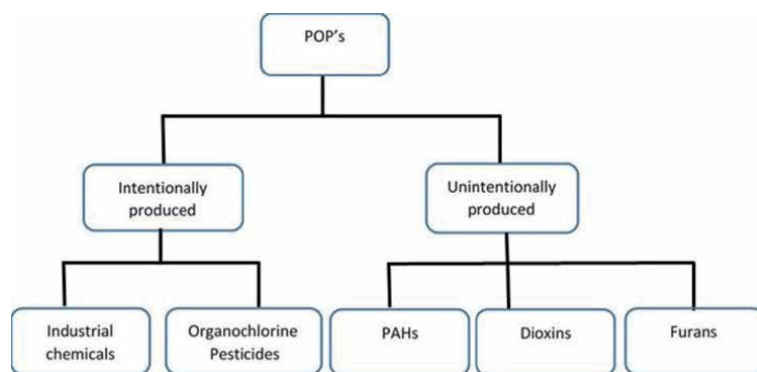 POP's
Intentionally
produced
Unintentionally
produced
Industrial
chemicals
Organochlorine
Pesticides
PAHs
Dioxins
Furans